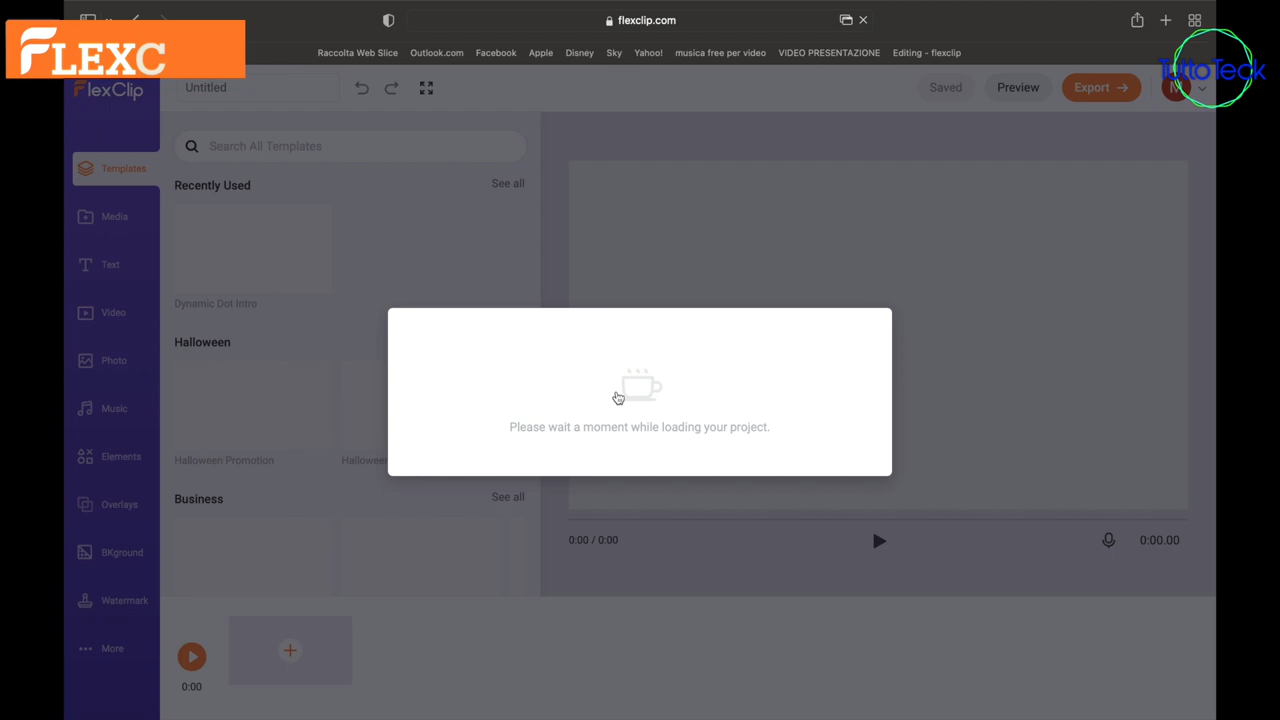 flexclip.com
Raccolta Web Slice Outlook.com Facebook Apple Disney Sky Yahoo! musica free per video VIDEO PRESENTAZIONE Editing - flexclip
FLEXC
TuttoTeck
FlexClip
Untitled
Saved
Preview
Export
Templates
Media
Text
Video
Photo
Music
Elements
Overlays
BKground
Watermark
More
Search All Templates
Recently Used See all
Dynamic Dot Intro
Halloween
Halloween Promotion
Business See all
Please wait a moment while loading your project.
0:00 / 0:00
0:00.00
0:00